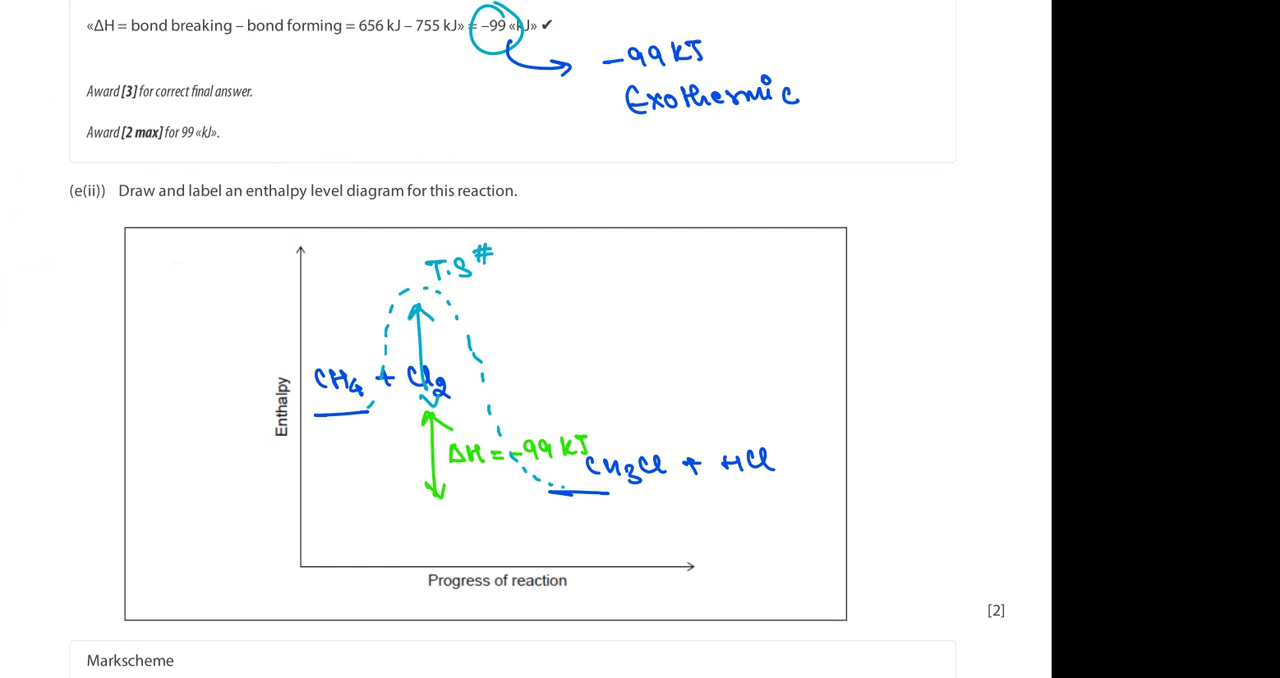 «ΔH = bond breaking – bond forming = 656 kJ – 755 kJ» = –99 «kJ» ✔
–99 kJ
Exothermic
Award [3] for correct final answer.
Award [2 max] for 99 «kJ».
(e(ii)) Draw and label an enthalpy level diagram for this reaction.
T.S #
CH4 + Cl2
Enthalpy
ΔH = -99 kJ
CH3Cl + HCl
Progress of reaction
[2]
Markscheme